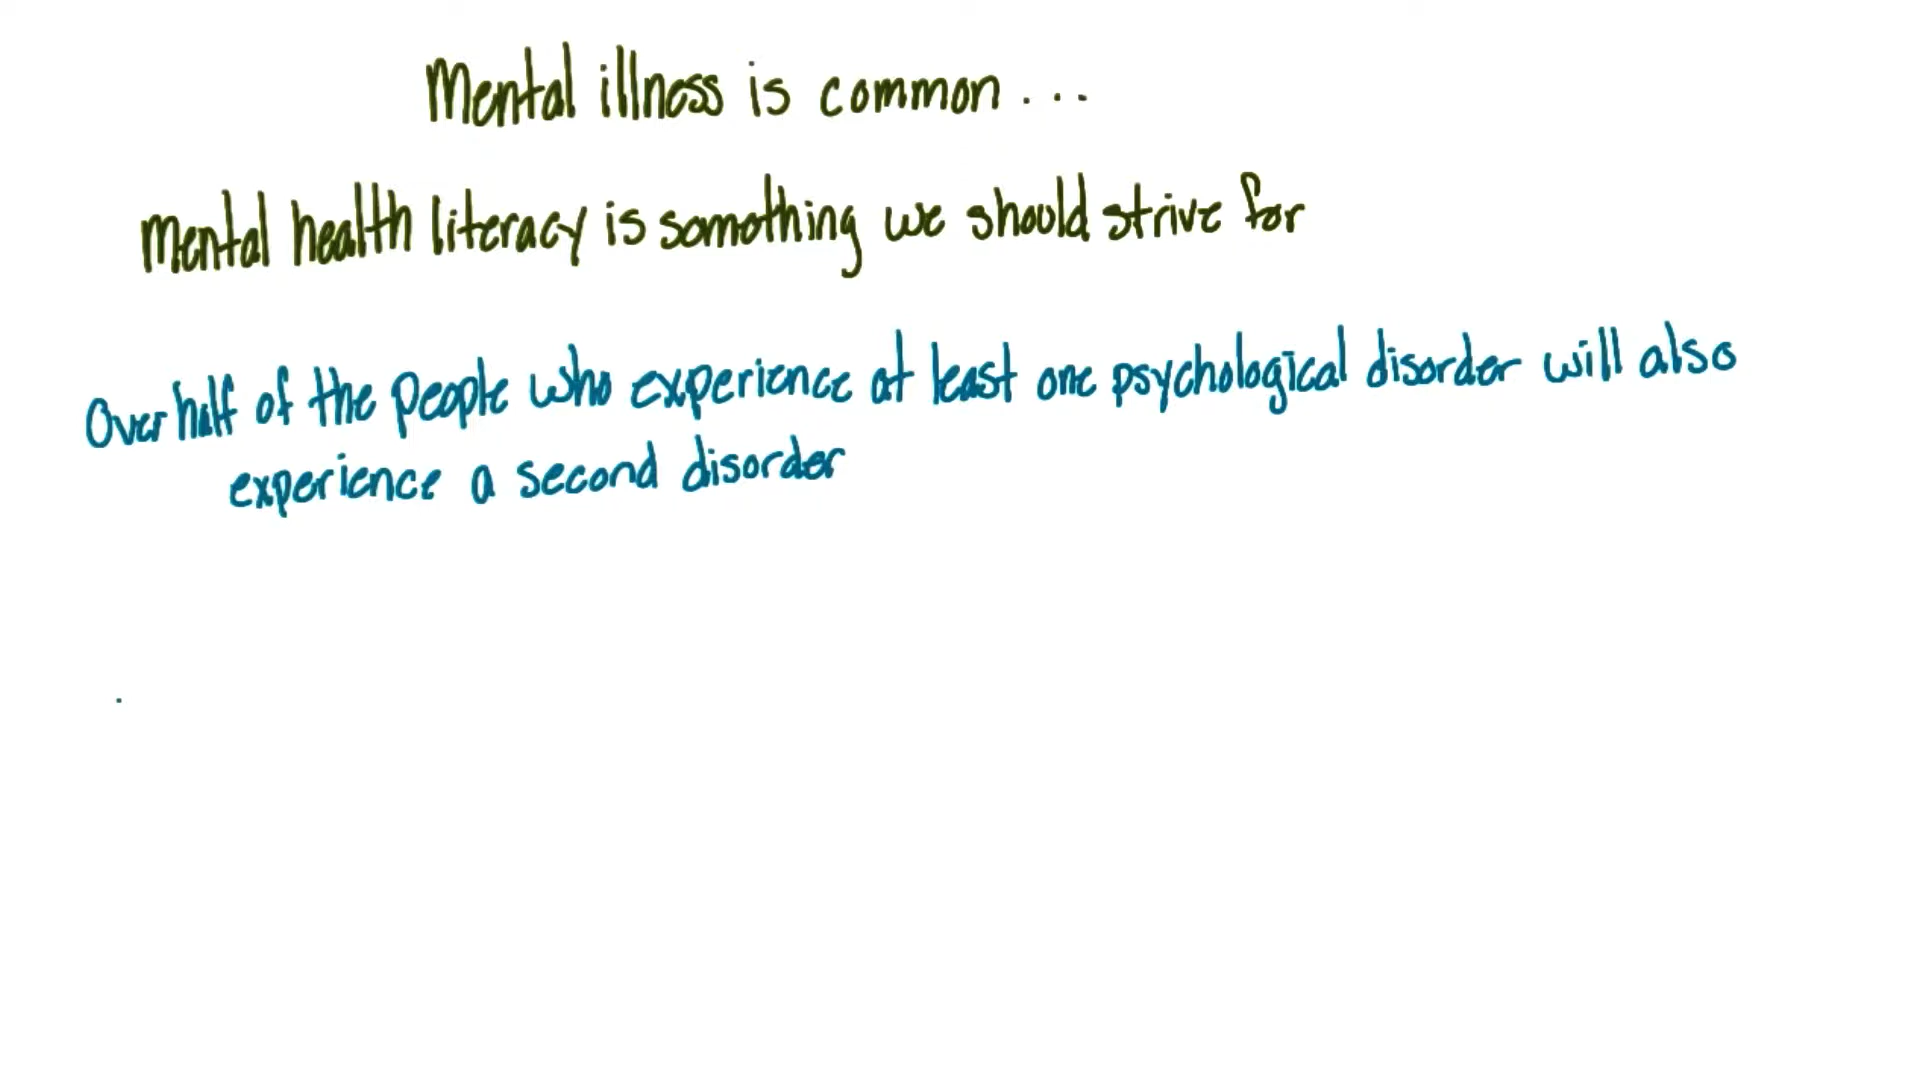 Mental illness is common...
Mental health literacy is something we should strive for
Over half of the people who experience at least one psychological disorder will also
experience a second disorder